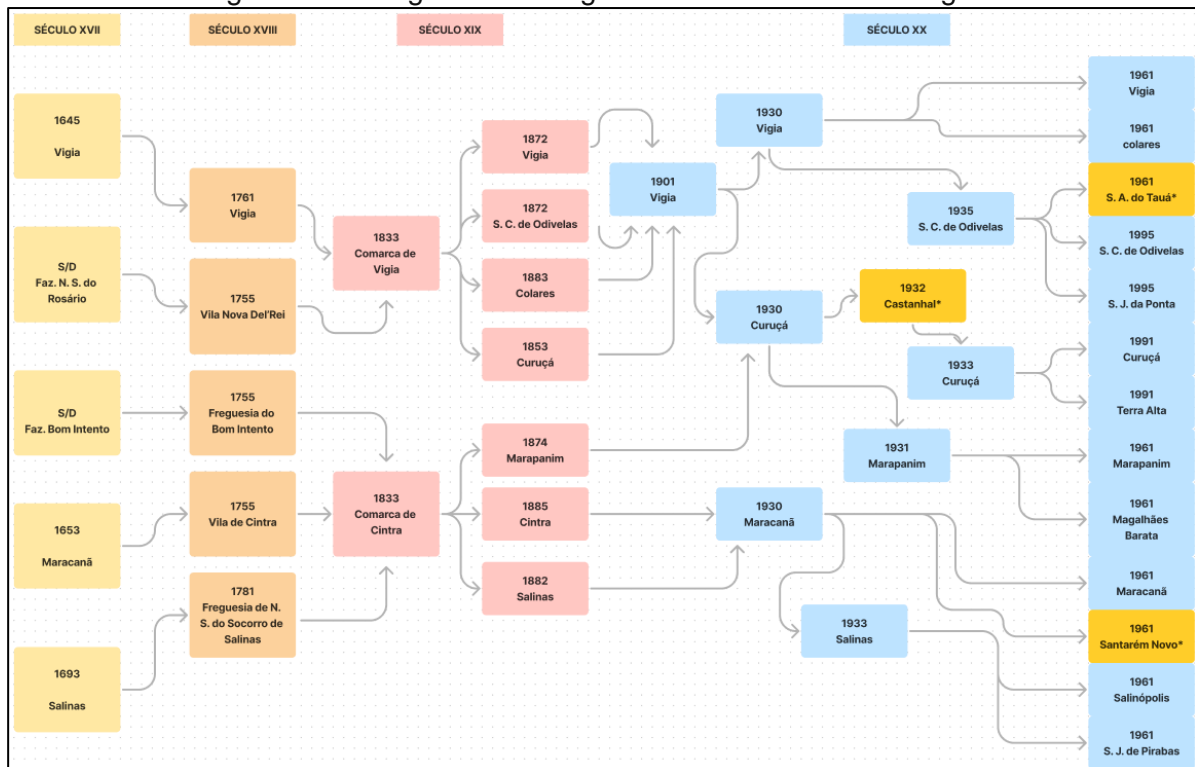 SÉCULO XVII
SÉCULO XVIII
SÉCULO XIX
SÉCULO XX
1645
Vigia
S/D
Faz. N. S. do
Rosário
S/D
Faz. Bom Intento
1653
Maracanã
1693
Salinas
1761
Vigia
1755
Vila Nova Del'Rei
1755
Freguesia do
Bom Intento
1755
Vila de Cintra
1781
Freguesia de N.
S. do Socorro de
Salinas
1833
Comarca de
Vigia
1833
Comarca de
Cintra
1872
Vigia
1872
S. C. de Odivelas
1883
Colares
1853
Curuçá
1874
Marapanim
1885
Cintra
1882
Salinas
1901
Vigia
1930
Vigia
1930
Curuçá
1930
Maracanã
1932
Castanhal*
1935
S. C. de Odivelas
1933
Curuçá
1931
Marapanim
1933
Salinas
1961
Vigia
1961
colares
1961
S. A. do Tauá*
1995
S. C. de Odivelas
1995
S. J. da Ponta
1991
Curuçá
1991
Terra Alta
1961
Marapanim
1961
Magalhães
Barata
1961
Maracanã
1961
Santarém Novo*
1961
Salinópolis
1961
S. J. de Pirabas